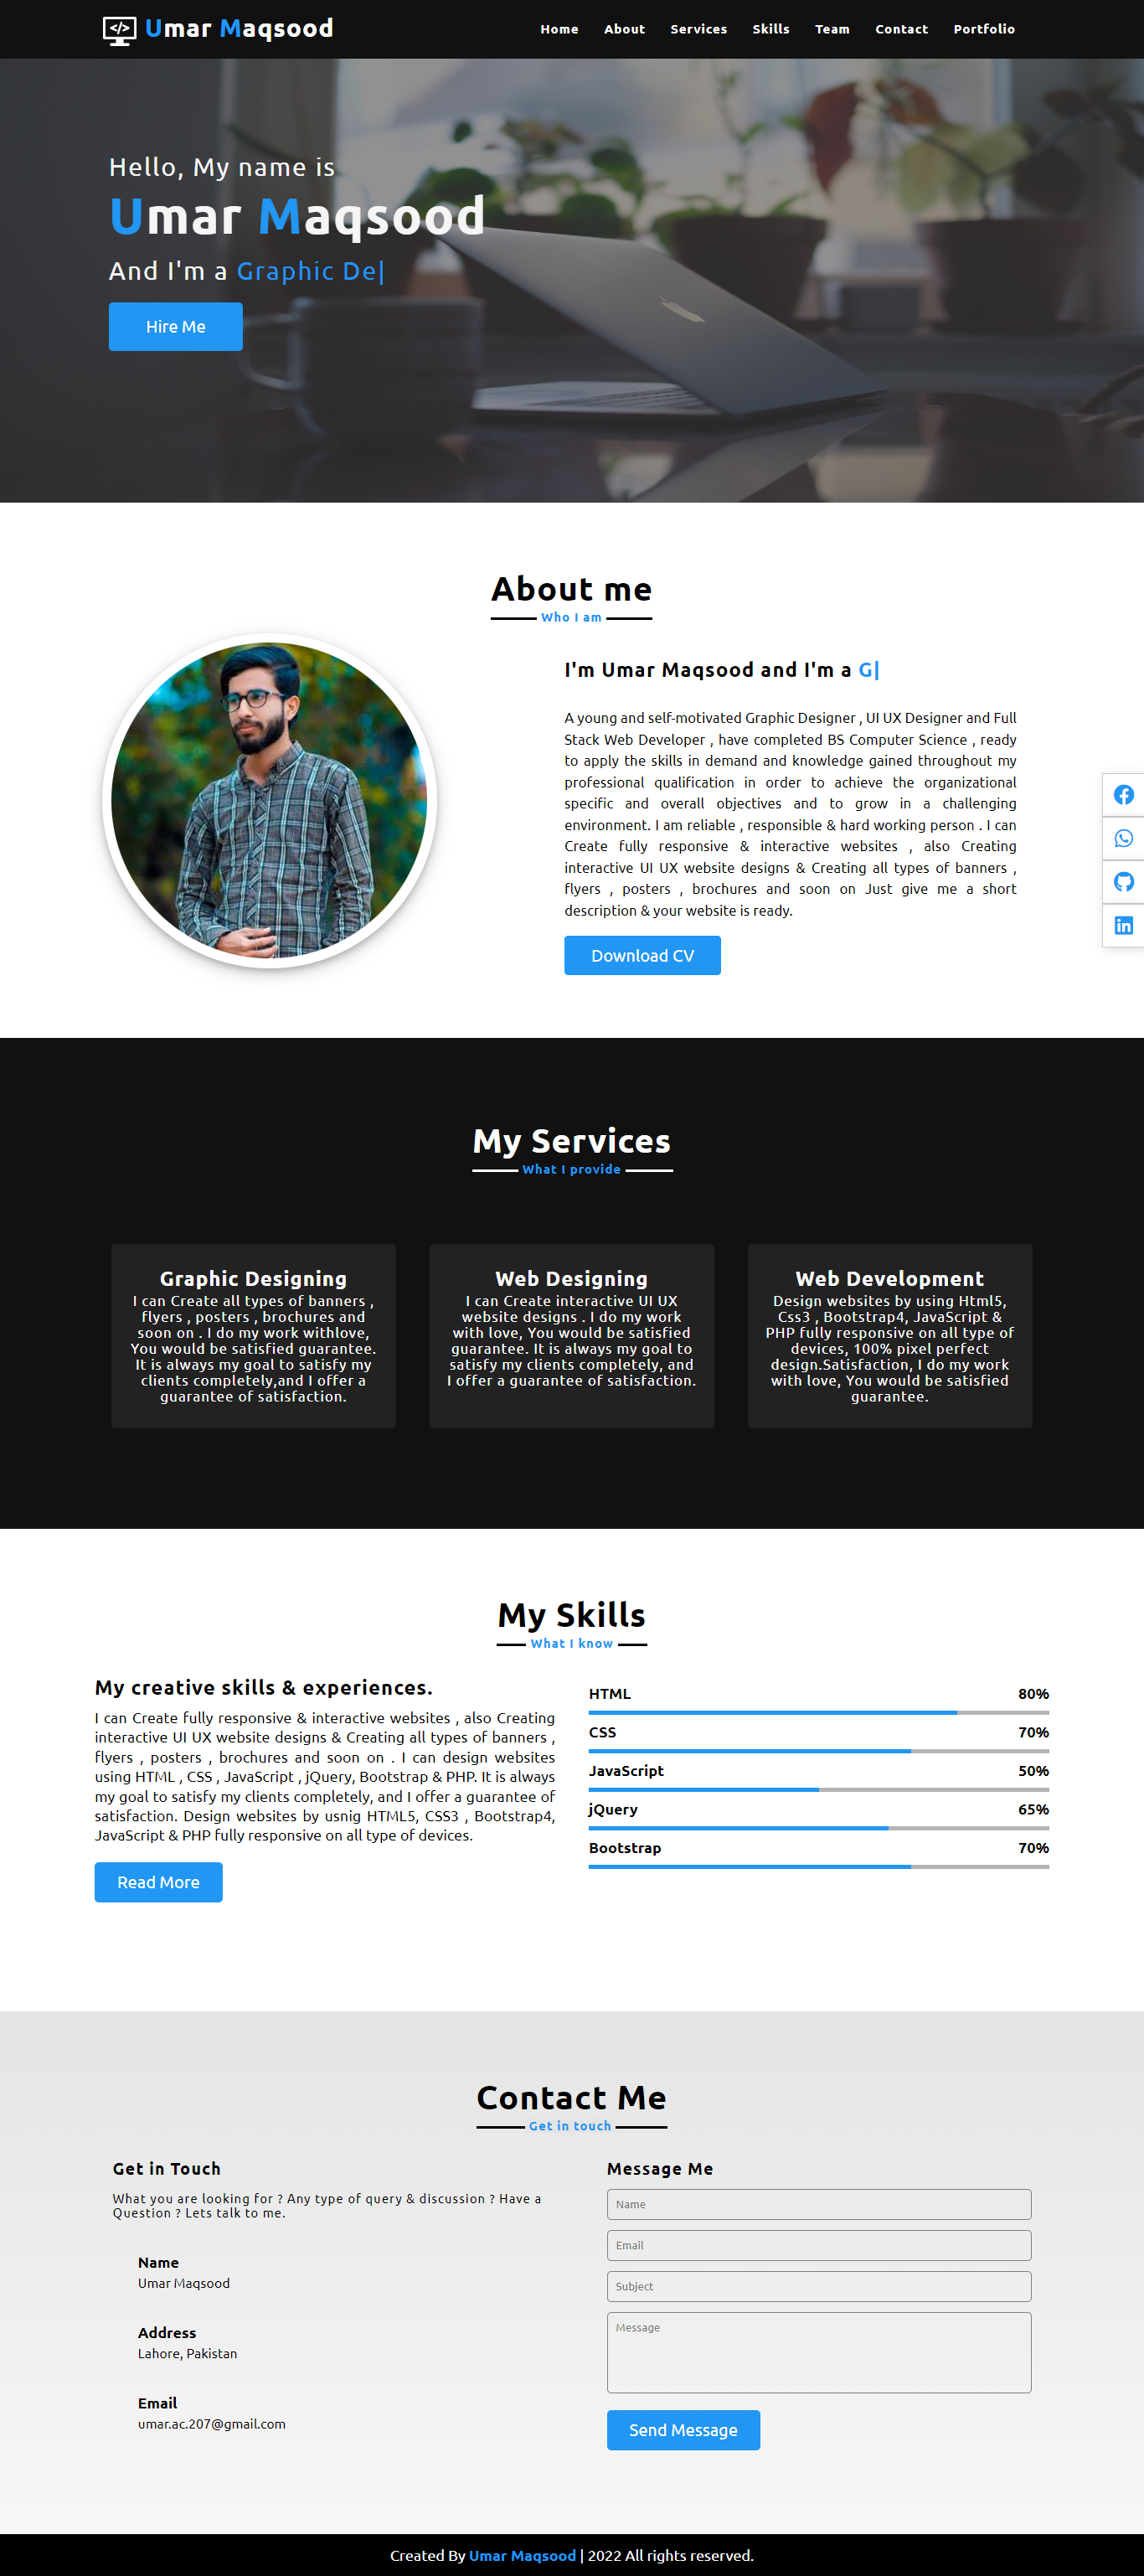 Umar Maqsood
Home About Services Skills Team Contact Portfolio
Hello, My name is
Umar Maqsood
And I'm a Graphic De|
Hire Me
About me
Who I am
I'm Umar Maqsood and I'm a G|
A young and self-motivated Graphic Designer , UI UX Designer and Full
Stack Web Developer , have completed BS Computer Science , ready
to apply the skills in demand and knowledge gained throughout my
professional qualification in order to achieve the organizational
specific and overall objectives and to grow in a challenging
environment. I am reliable , responsible & hard working person . I can
Create fully responsive & interactive websites , also Creating
interactive UI UX website designs & Creating all types of banners ,
flyers , posters , brochures and soon on Just give me a short
description & your website is ready.
Download CV
My Services
What I provide
Graphic Designing
I can Create all types of banners ,
flyers , posters , brochures and
soon on . I do my work withlove,
You would be satisfied guarantee.
It is always my goal to satisfy my
clients completely,and I offer a
guarantee of satisfaction.
Web Designing
I can Create interactive UI UX
website designs . I do my work
with love, You would be satisfied
guarantee. It is always my goal to
satisfy my clients completely, and
I offer a guarantee of satisfaction.
Web Development
Design websites by using Html5,
Css3 , Bootstrap4, JavaScript &
PHP fully responsive on all type of
devices, 100% pixel perfect
design.Satisfaction, I do my work
with love, You would be satisfied
guarantee.
My Skills
What I know
My creative skills & experiences.
I can Create fully responsive & interactive websites , also Creating
interactive UI UX website designs & Creating all types of banners ,
flyers , posters , brochures and soon on . I can design websites
using HTML , CSS , JavaScript , jQuery, Bootstrap & PHP. It is always
my goal to satisfy my clients completely, and I offer a guarantee of
satisfaction. Design websites by usnig HTML5, CSS3 , Bootstrap4,
JavaScript & PHP fully responsive on all type of devices.
Read More
HTML 80%
CSS 70%
JavaScript 50%
jQuery 65%
Bootstrap 70%
Contact Me
Get in touch
Get in Touch
What you are looking for ? Any type of query & discussion ? Have a
Question ? Lets talk to me.
Name
Umar Maqsood
Address
Lahore, Pakistan
Email
umar.ac.207@gmail.com
Message Me
Name
Email
Subject
Message
Send Message
Created By Umar Maqsood | 2022 All rights reserved.